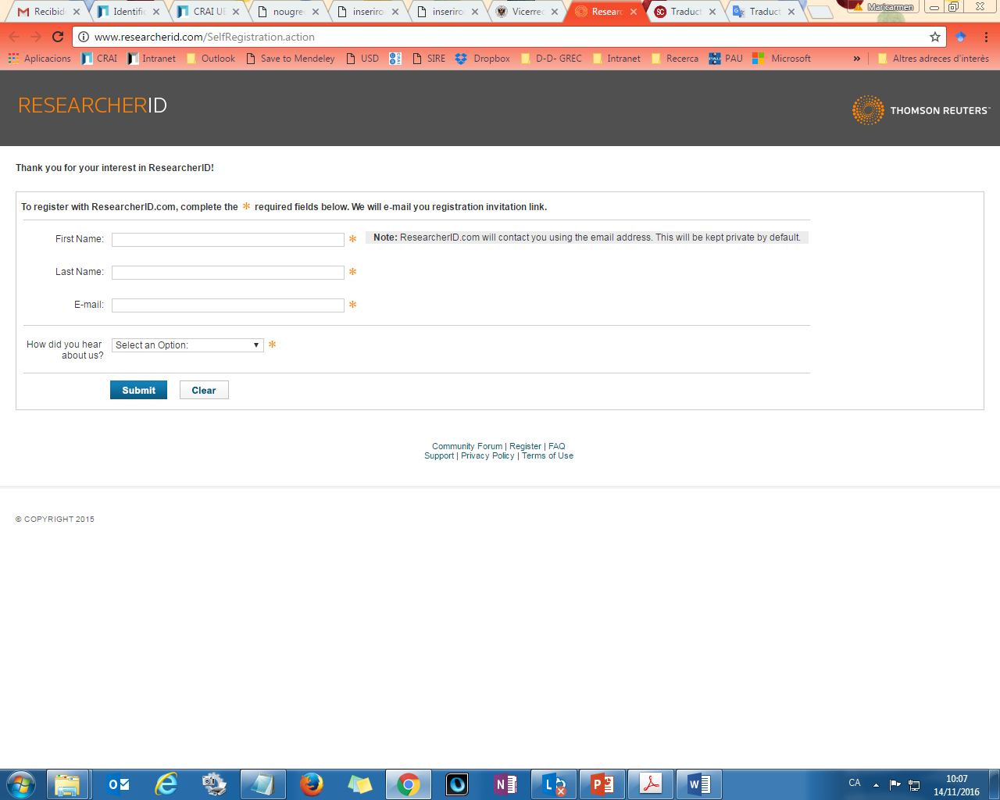 Recibid
Identific
CRAI UB
nougrec
inseriro
inseriro
Vicerrec
Researc
Traduct
Traduct
Maricarmen
www.researcherid.com/SelfRegistration.action
Aplicacions CRAI Intranet Outlook Save to Mendeley USD SIRE Dropbox D-D- GREC Intranet Recerca PAU Microsoft » Altres adreces d'interès
RESEARCHERID
THOMSON REUTERS™
Thank you for your interest in ResearcherID!
To register with ResearcherID.com, complete the * required fields below. We will e-mail you registration invitation link.
First Name: *
Note: ResearcherID.com will contact you using the email address. This will be kept private by default.
Last Name: *
E-mail: *
How did you hear
about us?
Select an Option: *
Submit Clear
Community Forum | Register | FAQ
Support | Privacy Policy | Terms of Use
© COPYRIGHT 2015
CA
10:07
14/11/2016